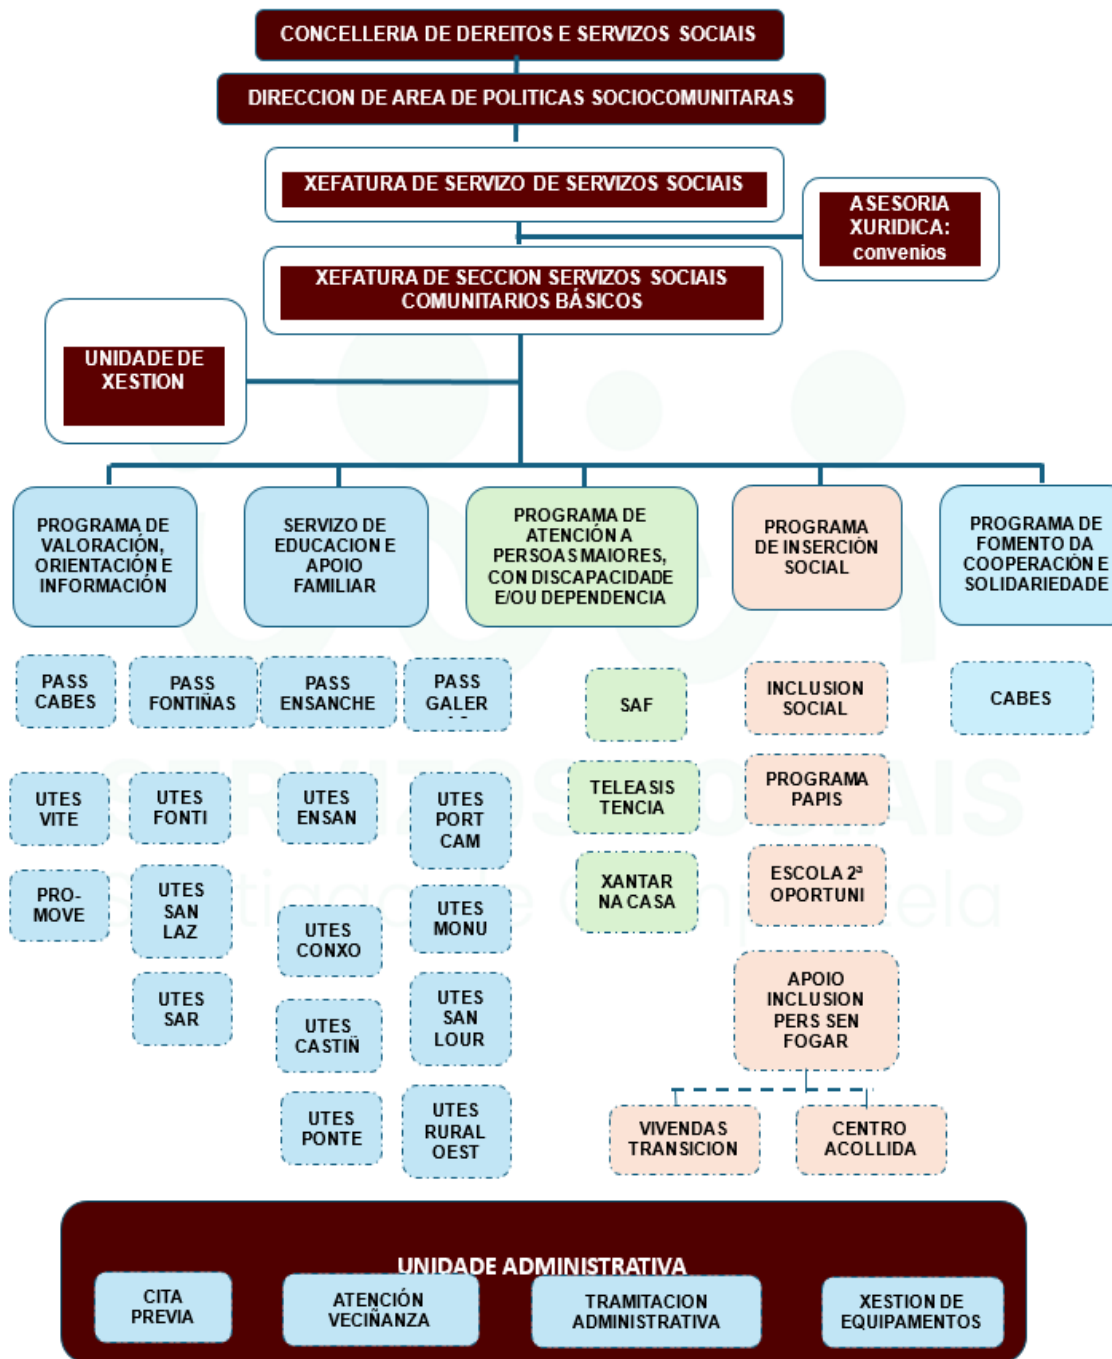 CONCELLERIA DE DEREITOS E SERVIZOS SOCIAIS
DIRECCION DE AREA DE POLITICAS SOCIOCOMUNITARAS
XEFATURA DE SERVIZO DE SERVIZOS SOCIAIS
ASESORIA
XURIDICA:
convenios
XEFATURA DE SECCION SERVIZOS SOCIAIS
COMUNITARIOS BÁSICOS
UNIDADE DE
XESTION
PROGRAMA DE
VALORACIÓN,
ORIENTACIÓN E
INFORMACIÓN
SERVIZO DE
EDUCACION E
APOIO
FAMILIAR
PROGRAMA DE
ATENCIÓN A
PERSOAS MAIORES,
CON DISCAPACIDADE
E/OU DEPENDENCIA
PROGRAMA
DE INSERCIÓN
SOCIAL
PROGRAMA DE
FOMENTO DA
COOPERACIÓN E
SOLIDARIEDADE
PASS
CABES
PASS
FONTIÑAS
PASS
ENSANCHE
PASS
GALER
SAF
INCLUSION
SOCIAL
CABES
UTES
VITE
UTES
FONTI
UTES
ENSAN
UTES
PORT
CAM
TELEASIS
TENCIA
PROGRAMA
PAPIS
PRO-
MOVE
UTES
SAN
LAZ
UTES
CONXO
UTES
MONU
XANTAR
NA CASA
ESCOLA 2ª
OPORTUNI
UTES
SAR
UTES
CASTIÑ
UTES
SAN
LOUR
APOIO
INCLUSION
PERS SEN
FOGAR
UTES
PONTE
UTES
RURAL
OEST
VIVENDAS
TRANSICION
CENTRO
ACOLLIDA
SERVIZOS SOCIAIS
Santiago de Compostela
UNIDADE ADMINISTRATIVA
CITA
PREVIA
ATENCIÓN
VECIÑANZA
TRAMITACION
ADMINISTRATIVA
XESTION DE
EQUIPAMENTOS